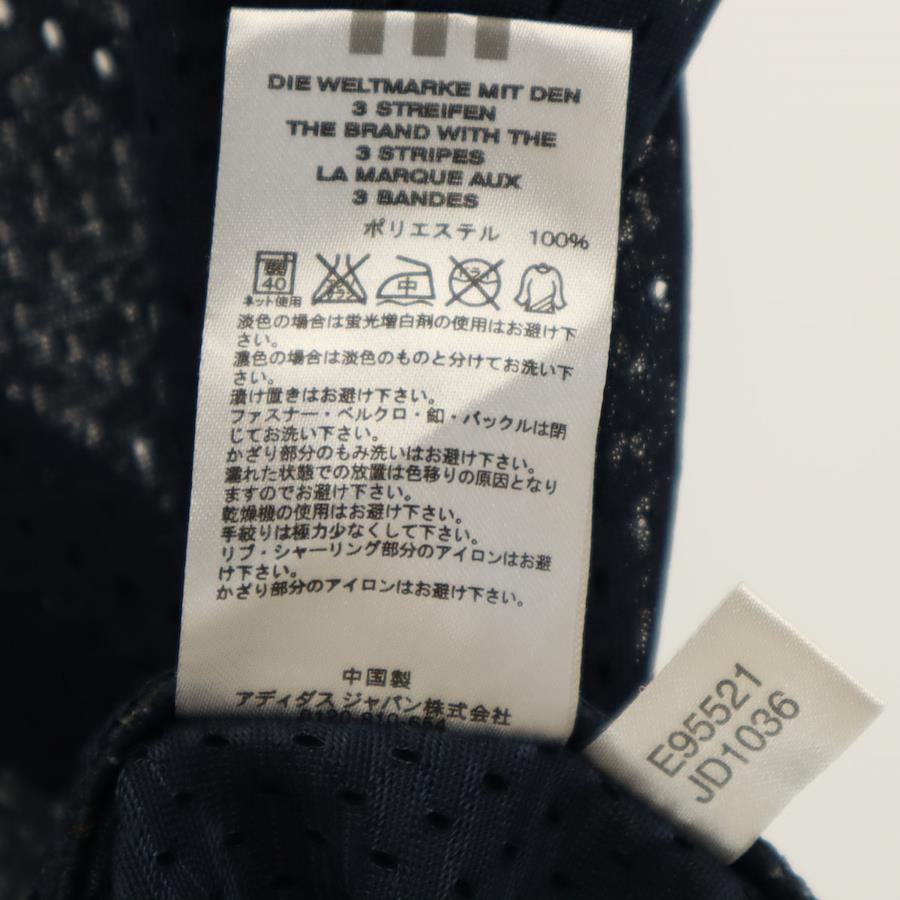 DIE WELTMARKE MIT DEN
3 STREIFEN
THE BRAND WITH THE
3 STRIPES
LA MARQUE AUX
3 BANDES
ポリエステル 100%
40
中
ドライ
ネット使用
淡色の場合は蛍光増白剤の使用はお避け下
さい。
濃色の場合は淡色のものと分けてお洗い下
さい。
漬け置きはお避け下さい。
ファスナー・ベルクロ・釦・バックルは閉
じてお洗い下さい。
かざり部分のもみ洗いはお避け下さい。
濡れた状態での放置は色移りの原因となり
ますのでお避け下さい。
乾燥機の使用はお避け下さい。
手絞りは極力少なくして下さい。
リブ・シャーリング部分のアイロンはお避
け下さい。
かざり部分のアイロンはお避け下さい。
中国製
アディダス ジャパン株式会社
0120-810-654
E95521
JD1036